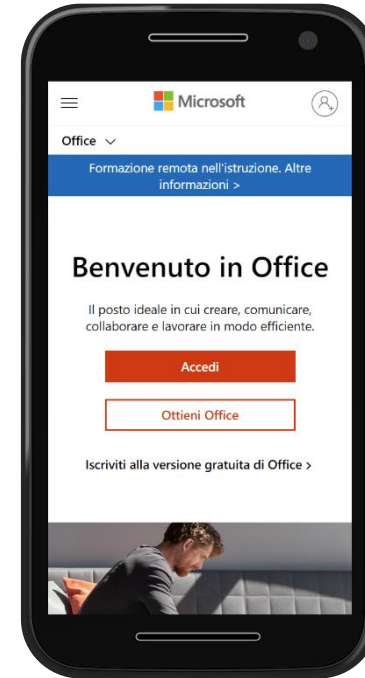 Microsoft
Office
Formazione remota nell'istruzione. Altre
informazioni >
Benvenuto in Office
Il posto ideale in cui creare, comunicare,
collaborare e lavorare in modo efficiente.
Accedi
Ottieni Office
Iscriviti alla versione gratuita di Office >